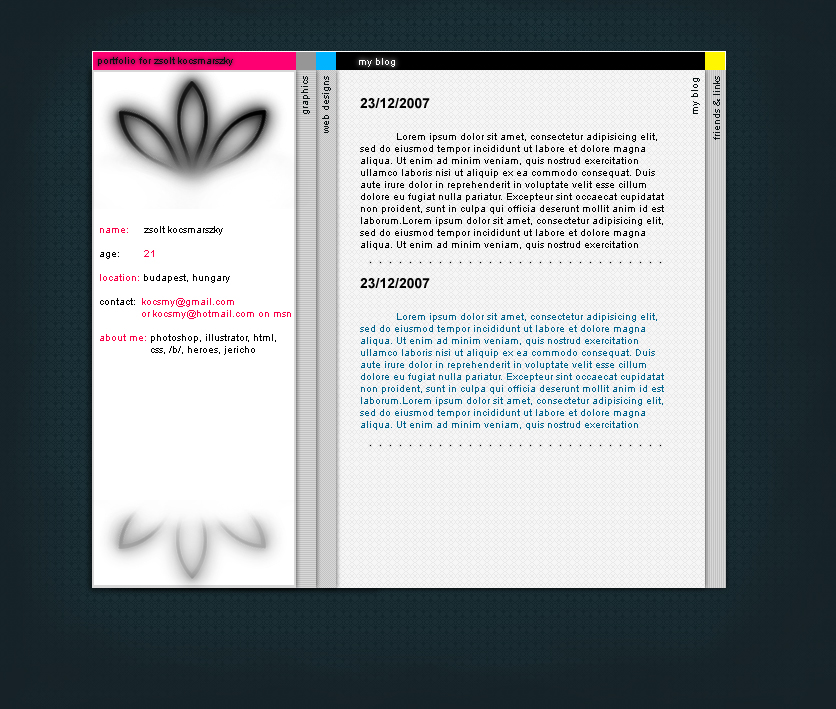 portfolio for zsolt kocsmarszky
name: zsolt kocsmarszky
age: 21
location: budapest, hungary
contact: kocsmy@gmail.com
or kocsmy@hotmail.com on msn
about me: photoshop, illustrator, html,
css, /b/, heroes, jericho
graphics
web designs
my blog
23/12/2007
Lorem ipsum dolor sit amet, consectetur adipisicing elit,
sed do eiusmod tempor incididunt ut labore et dolore magna
aliqua. Ut enim ad minim veniam, quis nostrud exercitation
ullamco laboris nisi ut aliquip ex ea commodo consequat. Duis
aute irure dolor in reprehenderit in voluptate velit esse cillum
dolore eu fugiat nulla pariatur. Excepteur sint occaecat cupidatat
non proident, sunt in culpa qui officia deserunt mollit anim id est
laborum.Lorem ipsum dolor sit amet, consectetur adipisicing elit,
sed do eiusmod tempor incididunt ut labore et dolore magna
aliqua. Ut enim ad minim veniam, quis nostrud exercitation
23/12/2007
Lorem ipsum dolor sit amet, consectetur adipisicing elit,
sed do eiusmod tempor incididunt ut labore et dolore magna
aliqua. Ut enim ad minim veniam, quis nostrud exercitation
ullamco laboris nisi ut aliquip ex ea commodo consequat. Duis
aute irure dolor in reprehenderit in voluptate velit esse cillum
dolore eu fugiat nulla pariatur. Excepteur sint occaecat cupidatat
non proident, sunt in culpa qui officia deserunt mollit anim id est
laborum.Lorem ipsum dolor sit amet, consectetur adipisicing elit,
sed do eiusmod tempor incididunt ut labore et dolore magna
aliqua. Ut enim ad minim veniam, quis nostrud exercitation
my blog
friends & links